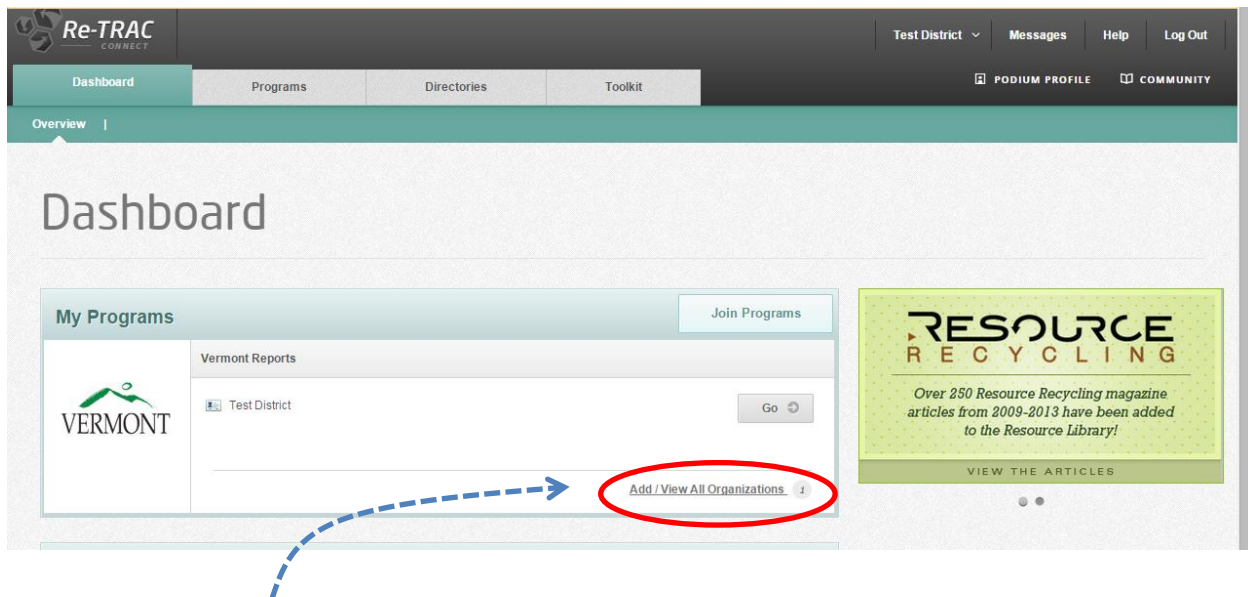 Re-TRAC
CONNECT
Test District Messages Help Log Out
Dashboard Programs Directories Toolkit
PODIUM PROFILE COMMUNITY
Overview |
Dashboard
My Programs
Join Programs
Vermont Reports
VERMONT
Test District
Go
Add / View All Organizations 1
RESOURCE
RECYCLING
Over 250 Resource Recycling magazine
articles from 2009-2013 have been added
to the Resource Library!
VIEW THE ARTICLES